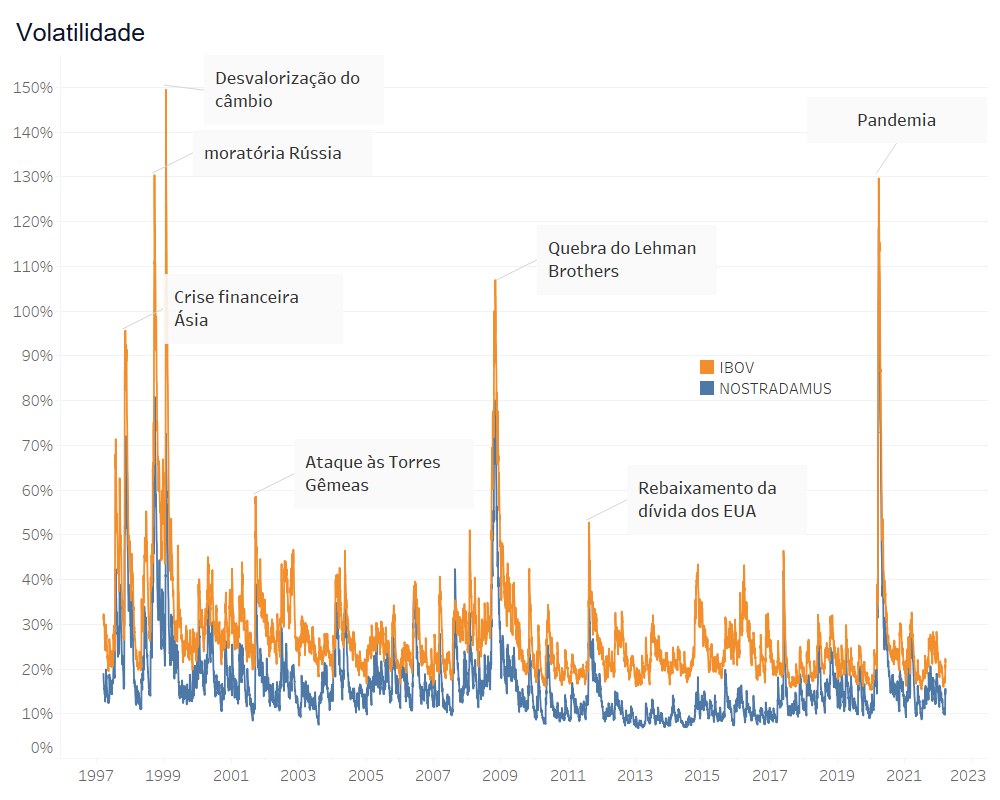 Volatilidade
150%
140%
130%
120%
110%
100%
90%
80%
70%
60%
50%
40%
30%
20%
10%
0%
Desvalorização do
câmbio
moratória Rússia
Crise financeira
Ásia
Ataque às Torres
Gêmeas
Quebra do Lehman
Brothers
Rebaixamento da
dívida dos EUA
Pandemia
IBOV
NOSTRADAMUS
1997 1999 2001 2003 2005 2007 2009 2011 2013 2015 2017 2019 2021 2023